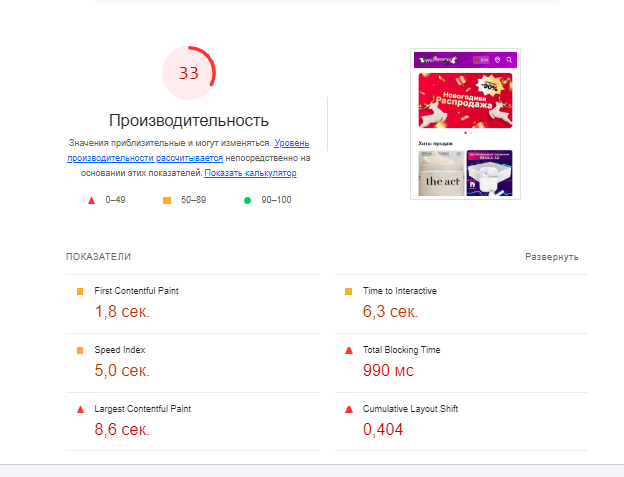 33
Производительность
Значения приблизительные и могут изменяться. Уровень
производительности рассчитывается непосредственно на
основании этих показателей. Показать калькулятор
0–49
50–89
90–100
-90%
Новогодняя
Распродажа
Хиты продаж
the act
ПОКАЗАТЕЛИ
Развернуть
First Contentful Paint
1,8 сек.
Time to Interactive
6,3 сек.
Speed Index
5,0 сек.
Total Blocking Time
990 мс
Largest Contentful Paint
8,6 сек.
Cumulative Layout Shift
0,404